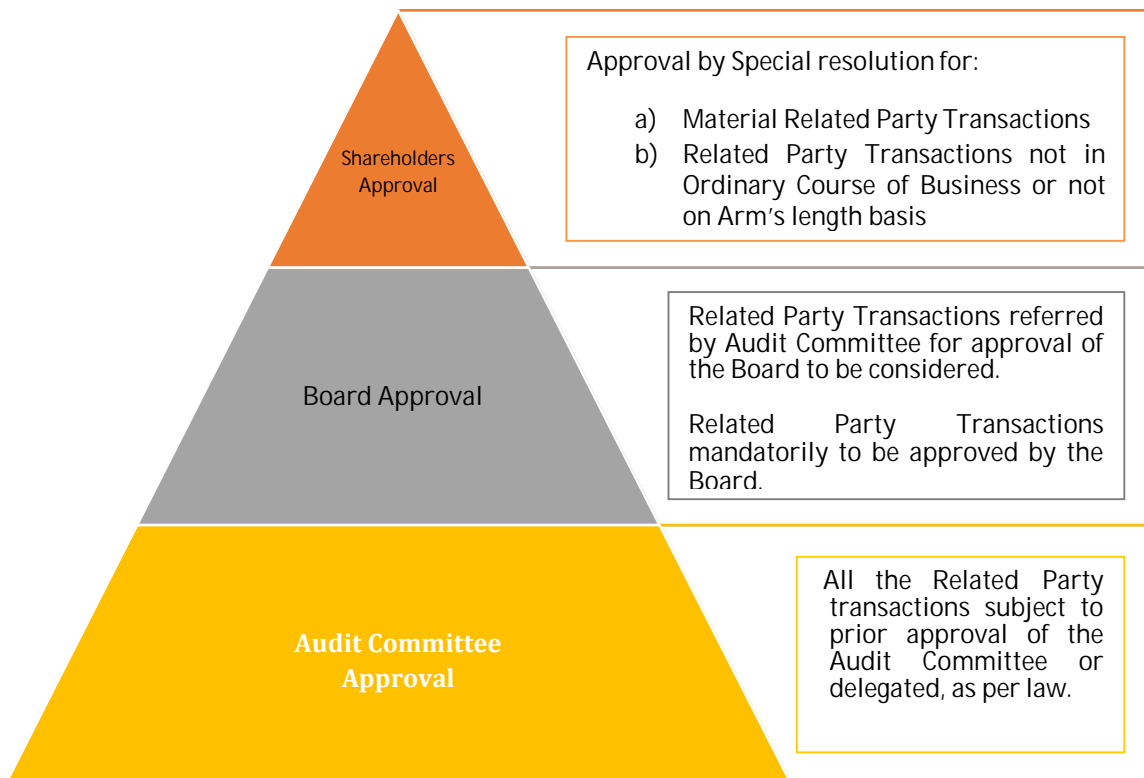 Shareholders
Approval
Approval by Special resolution for:
a) Material Related Party Transactions
b) Related Party Transactions not in
Ordinary Course of Business or not
on Arm's length basis
Board Approval
Related Party Transactions referred
by Audit Committee for approval of
the Board to be considered.
Related Party Transactions
mandatorily to be approved by the
Board.
Audit Committee
Approval
All the Related Party
transactions subject to
prior approval of the
Audit Committee or
delegated, as per law.